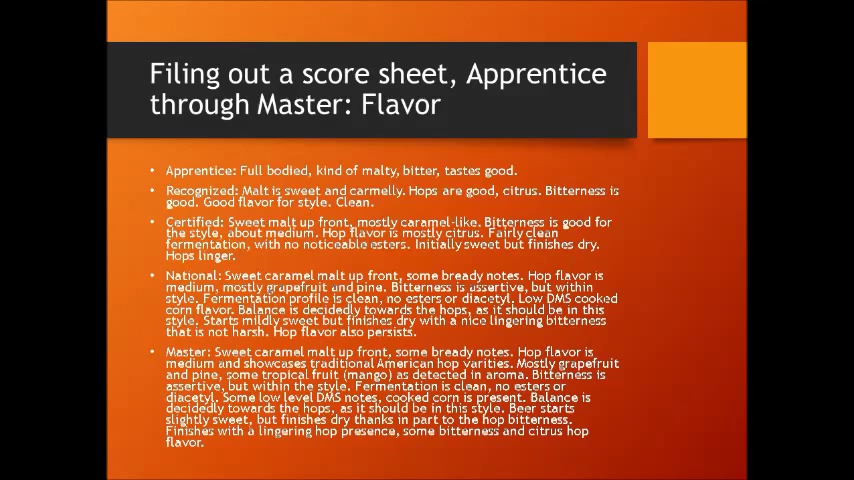 Filing out a score sheet, Apprentice
through Master: Flavor
• Apprentice: Full bodied, kind of malty, bitter, tastes good.
• Recognized: Malt is sweet and carmelly. Hops are good, citrus. Bitterness is
good. Good flavor for style. Clean.
• Certified: Sweet malt up front, mostly caramel-like. Bitterness is good for
the style, about medium. Hop flavor is mostly citrus. Fairly clean
fermentation, with no noticeable esters. Initially sweet but finishes dry.
Hops linger.
• National: Sweet caramel malt up front, some bready notes. Hop flavor is
medium, mostly grapefruit and pine. Bitterness is assertive, but within
style. Fermentation profile is clean, no esters or diacetyl. Low DMS cooked
corn flavor. Balance is decidedly towards the hops, as it should be in this
style. Starts mildly sweet but finishes dry with a nice lingering bitterness
that is not harsh. Hop flavor also persists.
• Master: Sweet caramel malt up front, some bready notes. Hop flavor is
medium and showcases traditional American hop varities. Mostly grapefruit
and pine, some tropical fruit (mango) as detected in aroma. Bitterness is
assertive, but within the style. Fermentation is clean, no esters or
diacetyl. Some low level DMS notes, cooked corn is present. Balance is
decidedly towards the hops, as it should be in this style. Beer starts
slightly sweet, but finishes dry thanks in part to the hop bitterness.
Finishes with a lingering hop presence, some bitterness and citrus hop
flavor.